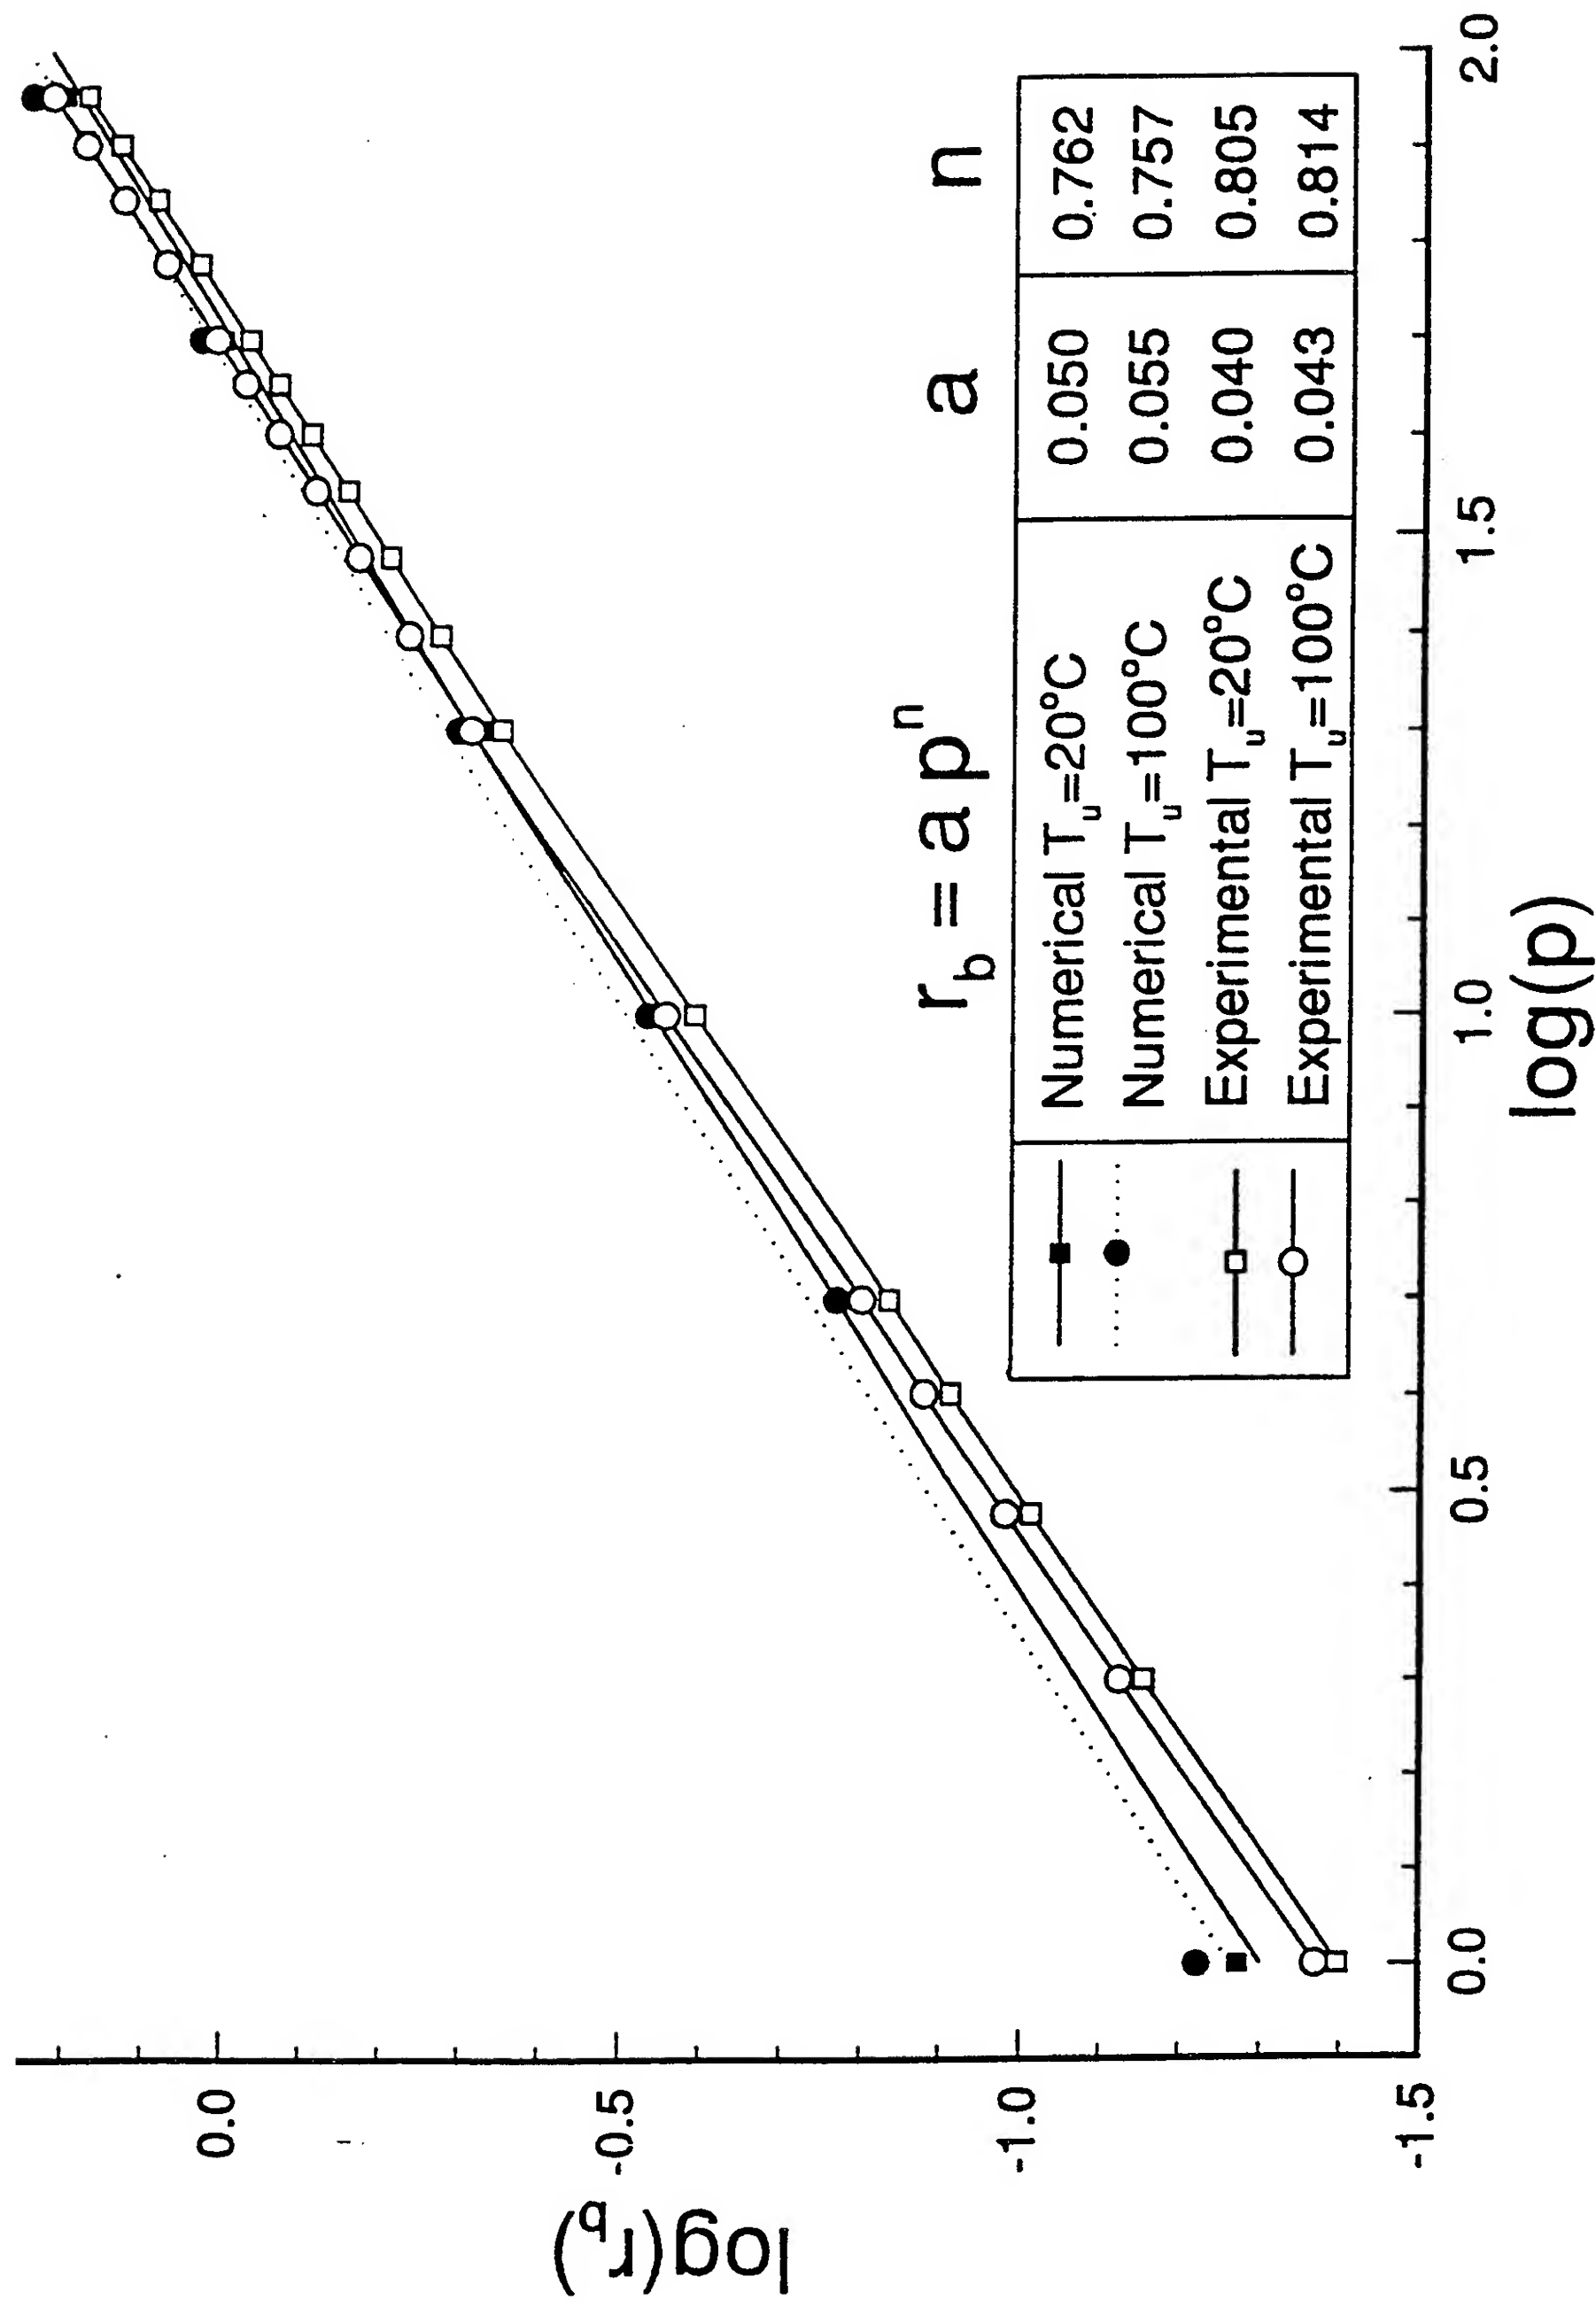 log(r_b)
0.0
-0.5
-1.0
-1.5
r_b = a p^n a n
Numerical T_u=20°C 0.050 0.762
Numerical T_u=100°C 0.055 0.757
Experimental T_u=20°C 0.040 0.805
Experimental T_u=100°C 0.043 0.814
0.0 0.5 1.0 1.5 2.0
log(p)